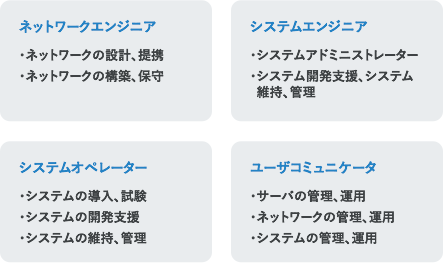 ネットワークエンジニア
・ネットワークの設計、提携
・ネットワークの構築、保守
システムエンジニア
・システムアドミニストレーター
・システム開発支援、システム
維持、管理
システムオペレーター
・システムの導入、試験
・システムの開発支援
・システムの維持、管理
ユーザコミュニケータ
・サーバの管理、運用
・ネットワークの管理、運用
・システムの管理、運用